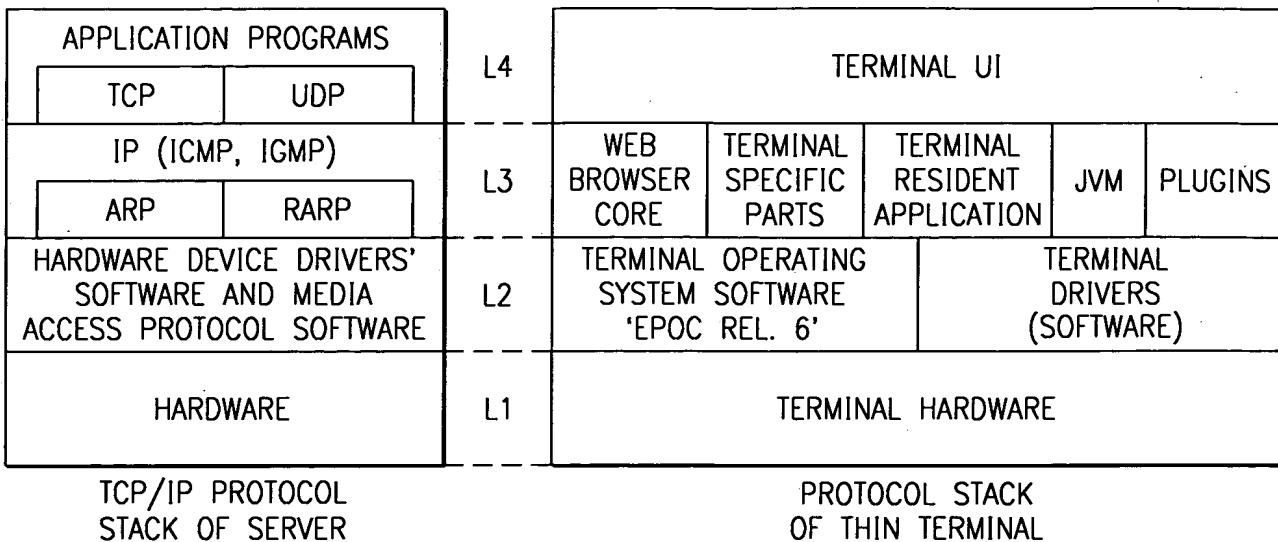 APPLICATION PROGRAMS
TCP
UDP
IP (ICMP, IGMP)
ARP
RARP
HARDWARE DEVICE DRIVERS'
SOFTWARE AND MEDIA
ACCESS PROTOCOL SOFTWARE
HARDWARE
TCP/IP PROTOCOL
STACK OF SERVER
L4
L3
L2
L1
TERMINAL UI
WEB
BROWSER
CORE
TERMINAL
SPECIFIC
PARTS
TERMINAL
RESIDENT
APPLICATION
JVM
PLUGINS
TERMINAL OPERATING
SYSTEM SOFTWARE
'EPOC REL. 6'
TERMINAL
DRIVERS
(SOFTWARE)
TERMINAL HARDWARE
PROTOCOL STACK
OF THIN TERMINAL